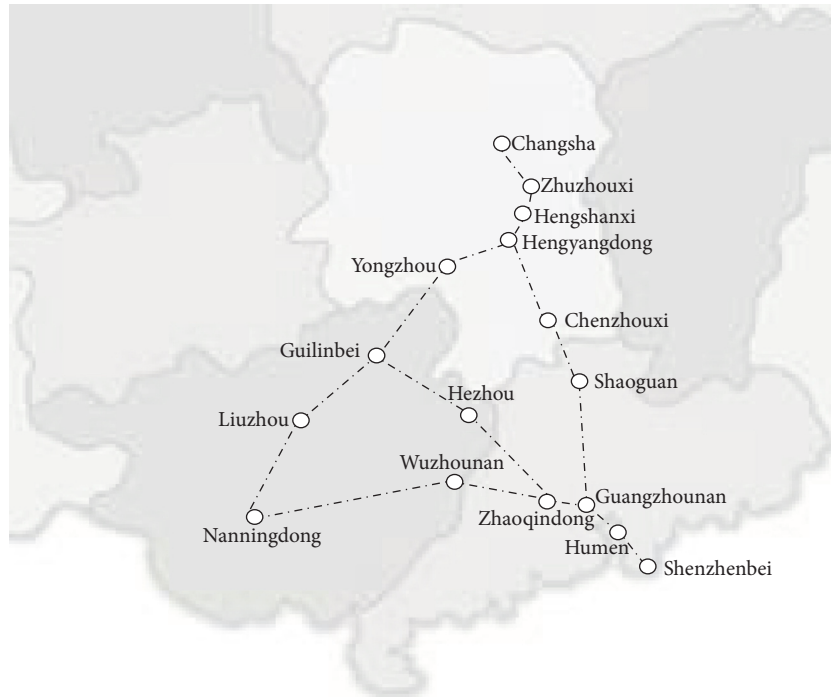 Changsha
Zhuzhouxi
Hengshanxi
Hengyangdong
Yongzhou
Chenzhouxi
Guilinbei
Shaoguan
Hezhou
Liuzhou
Wuzhounan
Guangzhounan
Zhaoqindong
Nanningdong
Humen
Shenzhenbei